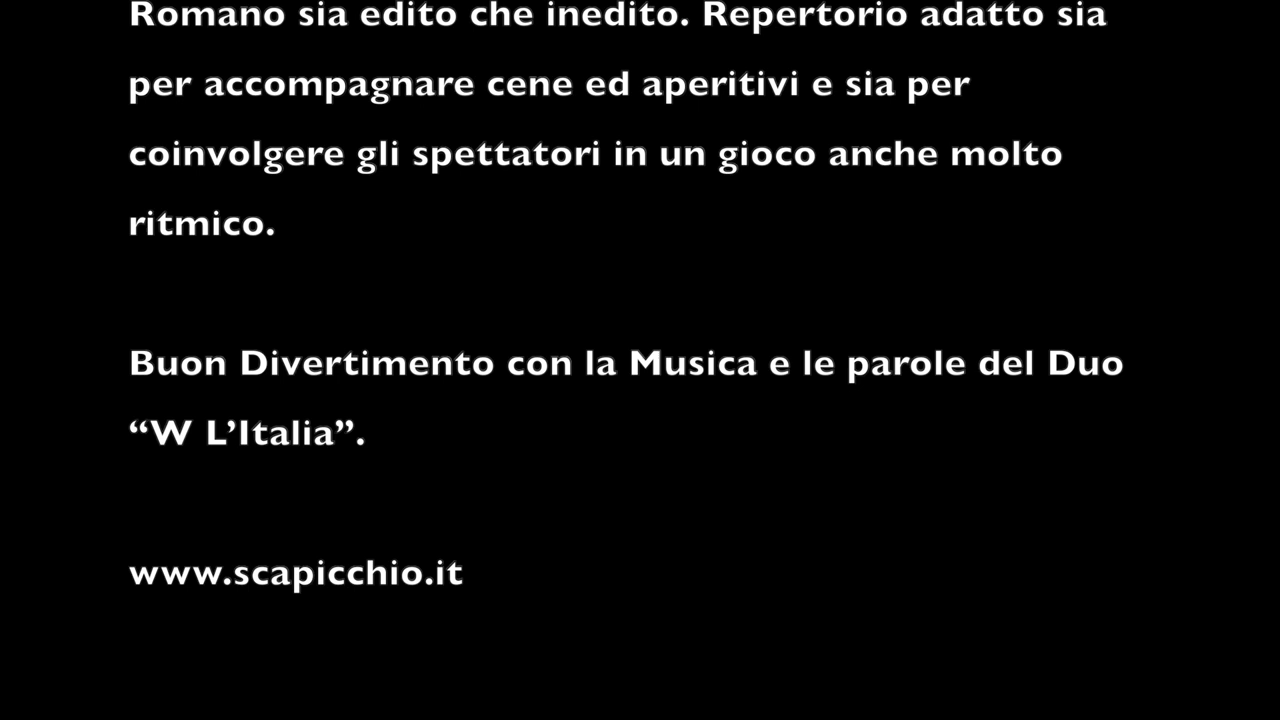 Romano sia edito che inedito. Repertorio adatto sia
per accompagnare cene ed aperitivi e sia per
coinvolgere gli spettatori in un gioco anche molto
ritmico.
Buon Divertimento con la Musica e le parole del Duo
“W L’Italia”.
www.scapicchio.it